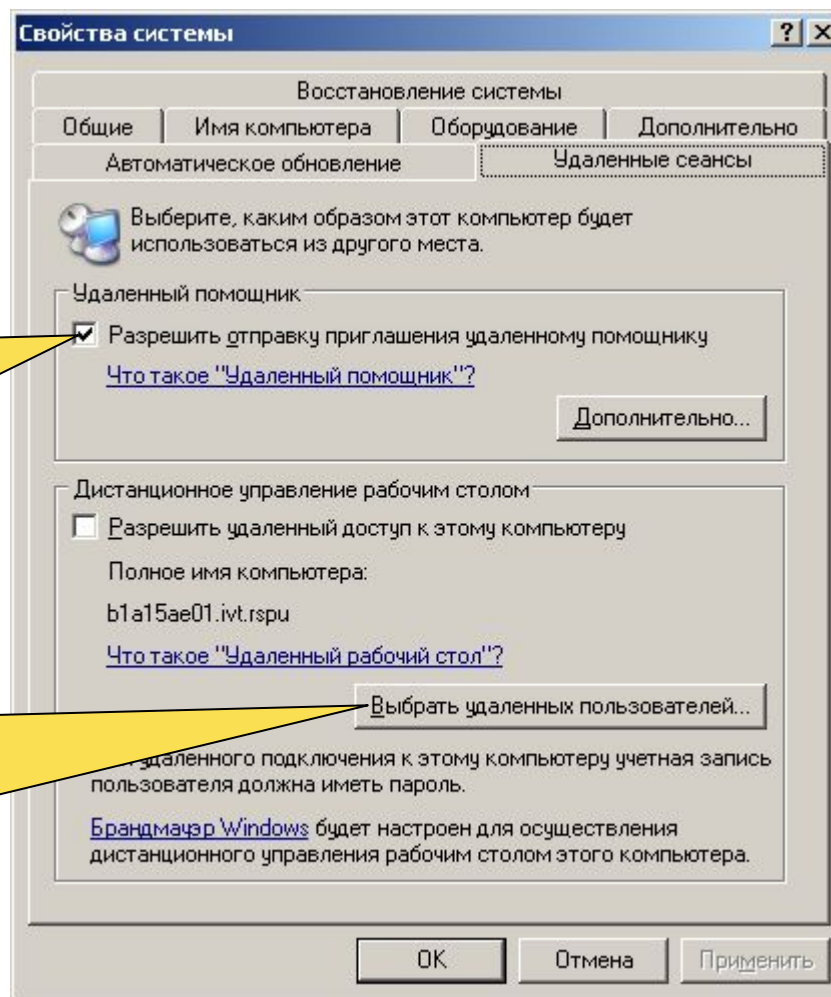 Свойства системы
Восстановление системы
Общие Имя компьютера Оборудование Дополнительно
Автоматическое обновление Удаленные сеансы
Выберите, каким образом этот компьютер будет
использоваться из другого места.
Удаленный помощник
Разрешить отправку приглашения удаленному помощнику
Что такое "Удаленный помощник"?
Дополнительно...
Дистанционное управление рабочим столом
Разрешить удаленный доступ к этому компьютеру
Полное имя компьютера:
b1a15ae01.ivt.rspu
Что такое "Удаленный рабочий стол"?
Выбрать удаленных пользователей...
удаленного подключения к этому компьютеру учетная запись
пользователя должна иметь пароль.
Брандмауэр Windows будет настроен для осуществления
дистанционного управления рабочим столом этого компьютера.
OK Отмена Применить